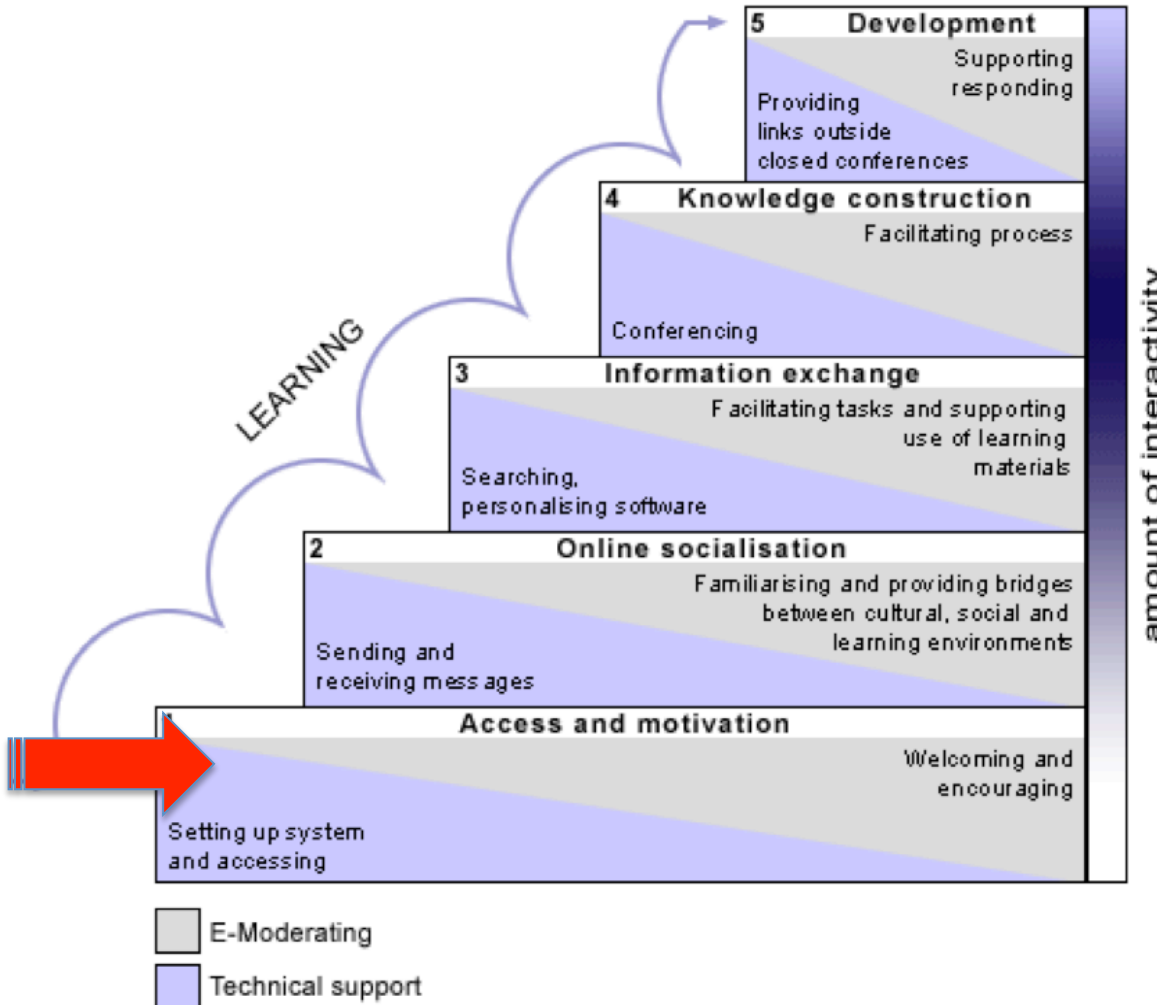 5 Development
Supporting
responding
Providing
links outside
closed conferences
4 Knowledge construction
Facilitating process
Conferencing
LEARNING
3 Information exchange
Facilitating tasks and supporting
use of learning
materials
Searching,
personalising software
2 Online socialisation
Familiarising and providing bridges
between cultural, social and
learning environments
Sending and
receiving messages
Access and motivation
Welcoming and
encouraging
Setting up system
and accessing
amount of interactivity
E-Moderating
Technical support